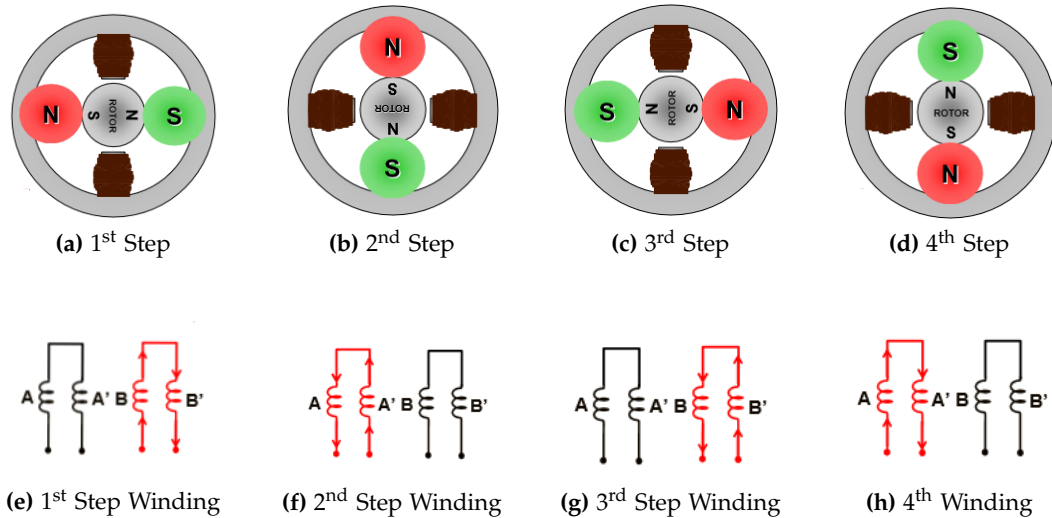 N S ROTOR N S
N S ROTOR N S
S N ROTOR S N
S N ROTOR S N
(a) 1st Step
(b) 2nd Step
(c) 3rd Step
(d) 4th Step
A A' B B'
A A' B B'
A A' B B'
A A' B B'
(e) 1st Step Winding
(f) 2nd Step Winding
(g) 3rd Step Winding
(h) 4th Winding